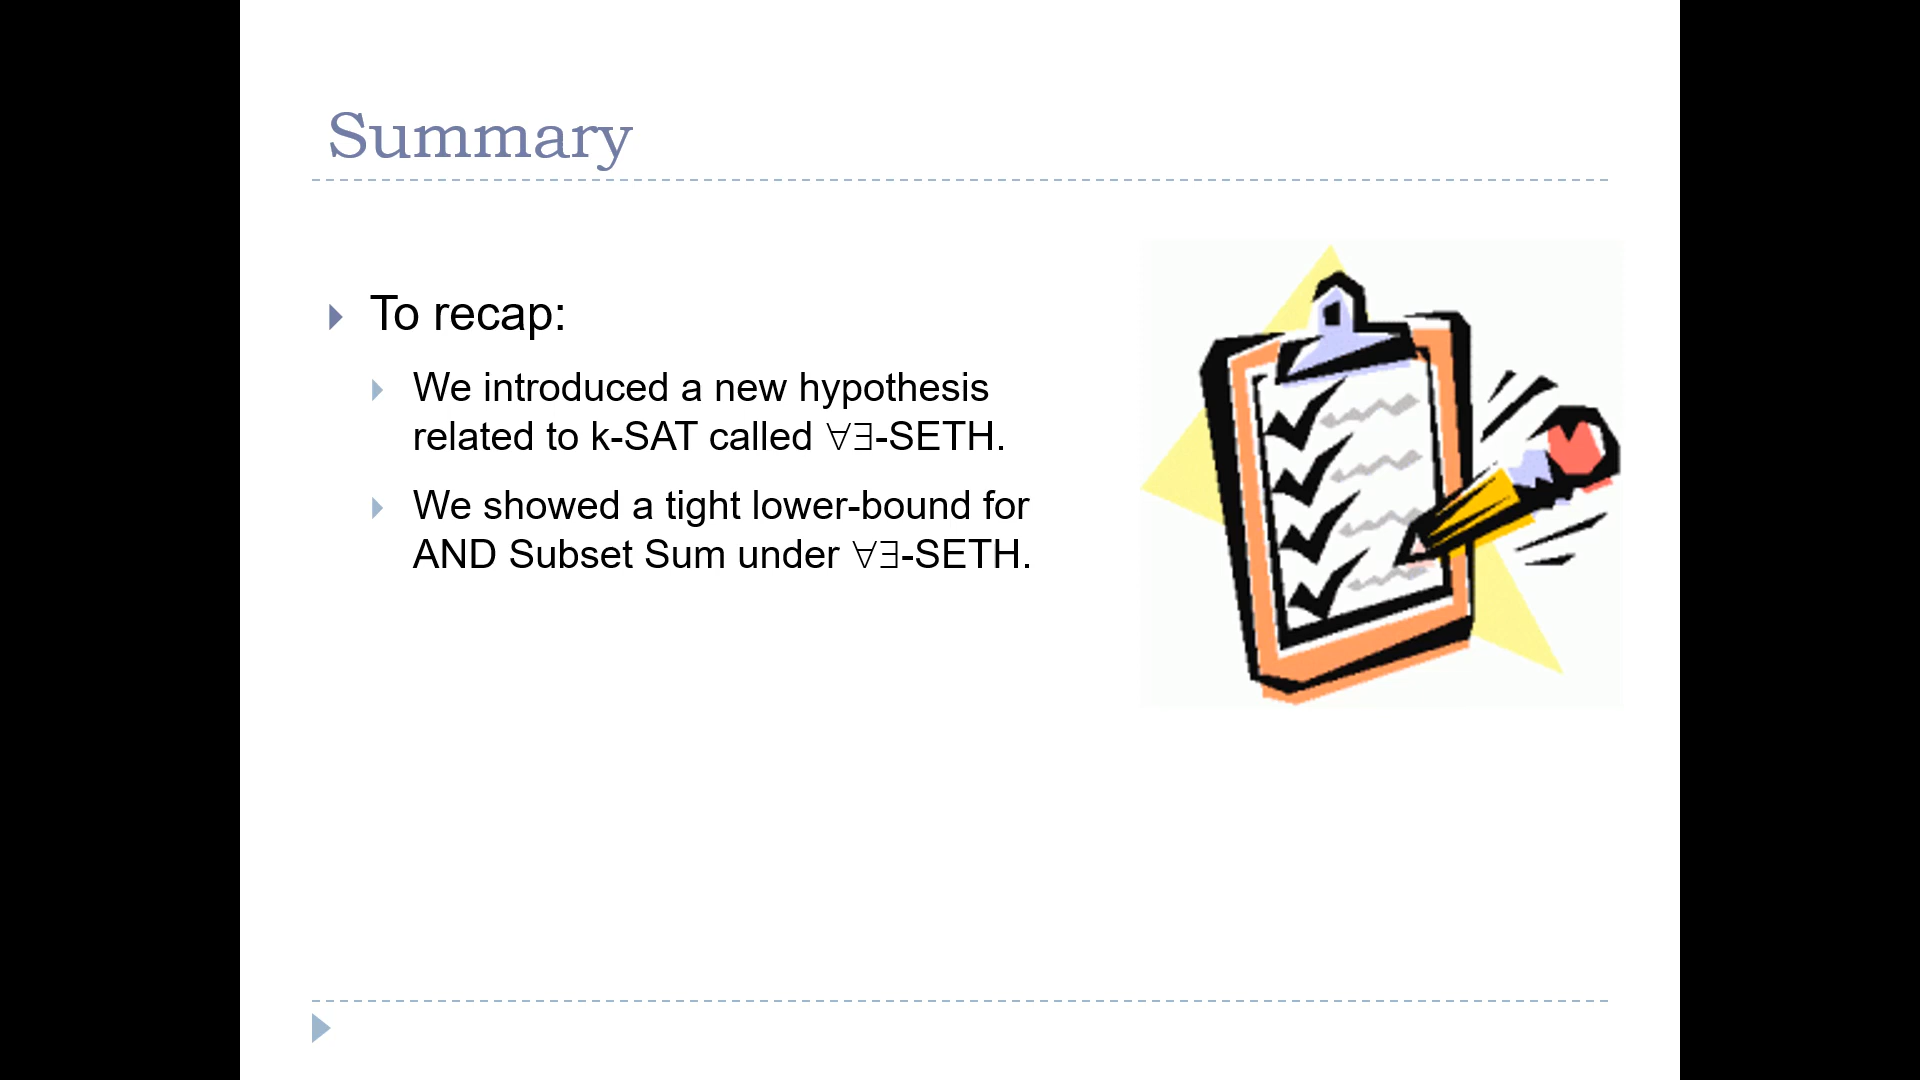 Summary
To recap:
We introduced a new hypothesis
related to k-SAT called ∀∃-SETH.
We showed a tight lower-bound for
AND Subset Sum under ∀∃-SETH.